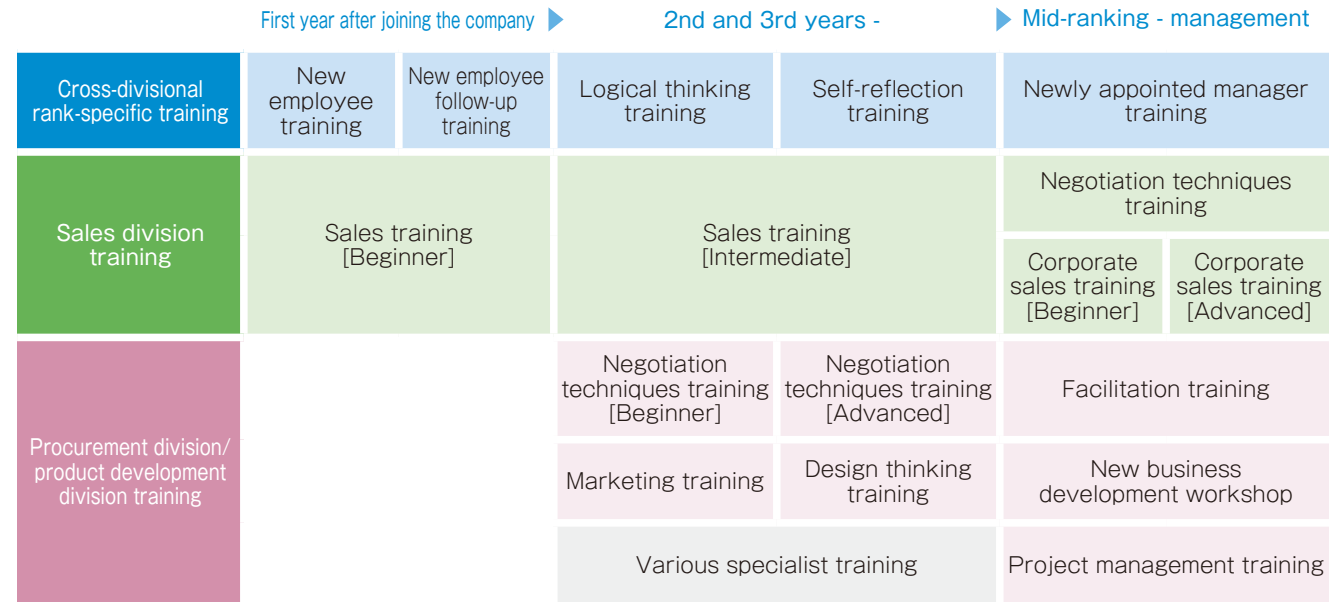 First year after joining the company
2nd and 3rd years -
Mid-ranking - management
Cross-divisional
rank-specific training
New
employee
training
New employee
follow-up
training
Logical thinking
training
Self-reflection
training
Newly appointed manager
training
Sales division
training
Sales training
[Beginner]
Sales training
[Intermediate]
Negotiation techniques
training
Corporate
sales training
[Beginner]
Corporate
sales training
[Advanced]
Procurement division/
product development
division training
Negotiation
techniques training
[Beginner]
Negotiation
techniques training
[Advanced]
Facilitation training
Marketing training
Design thinking
training
New business
development workshop
Various specialist training
Project management training